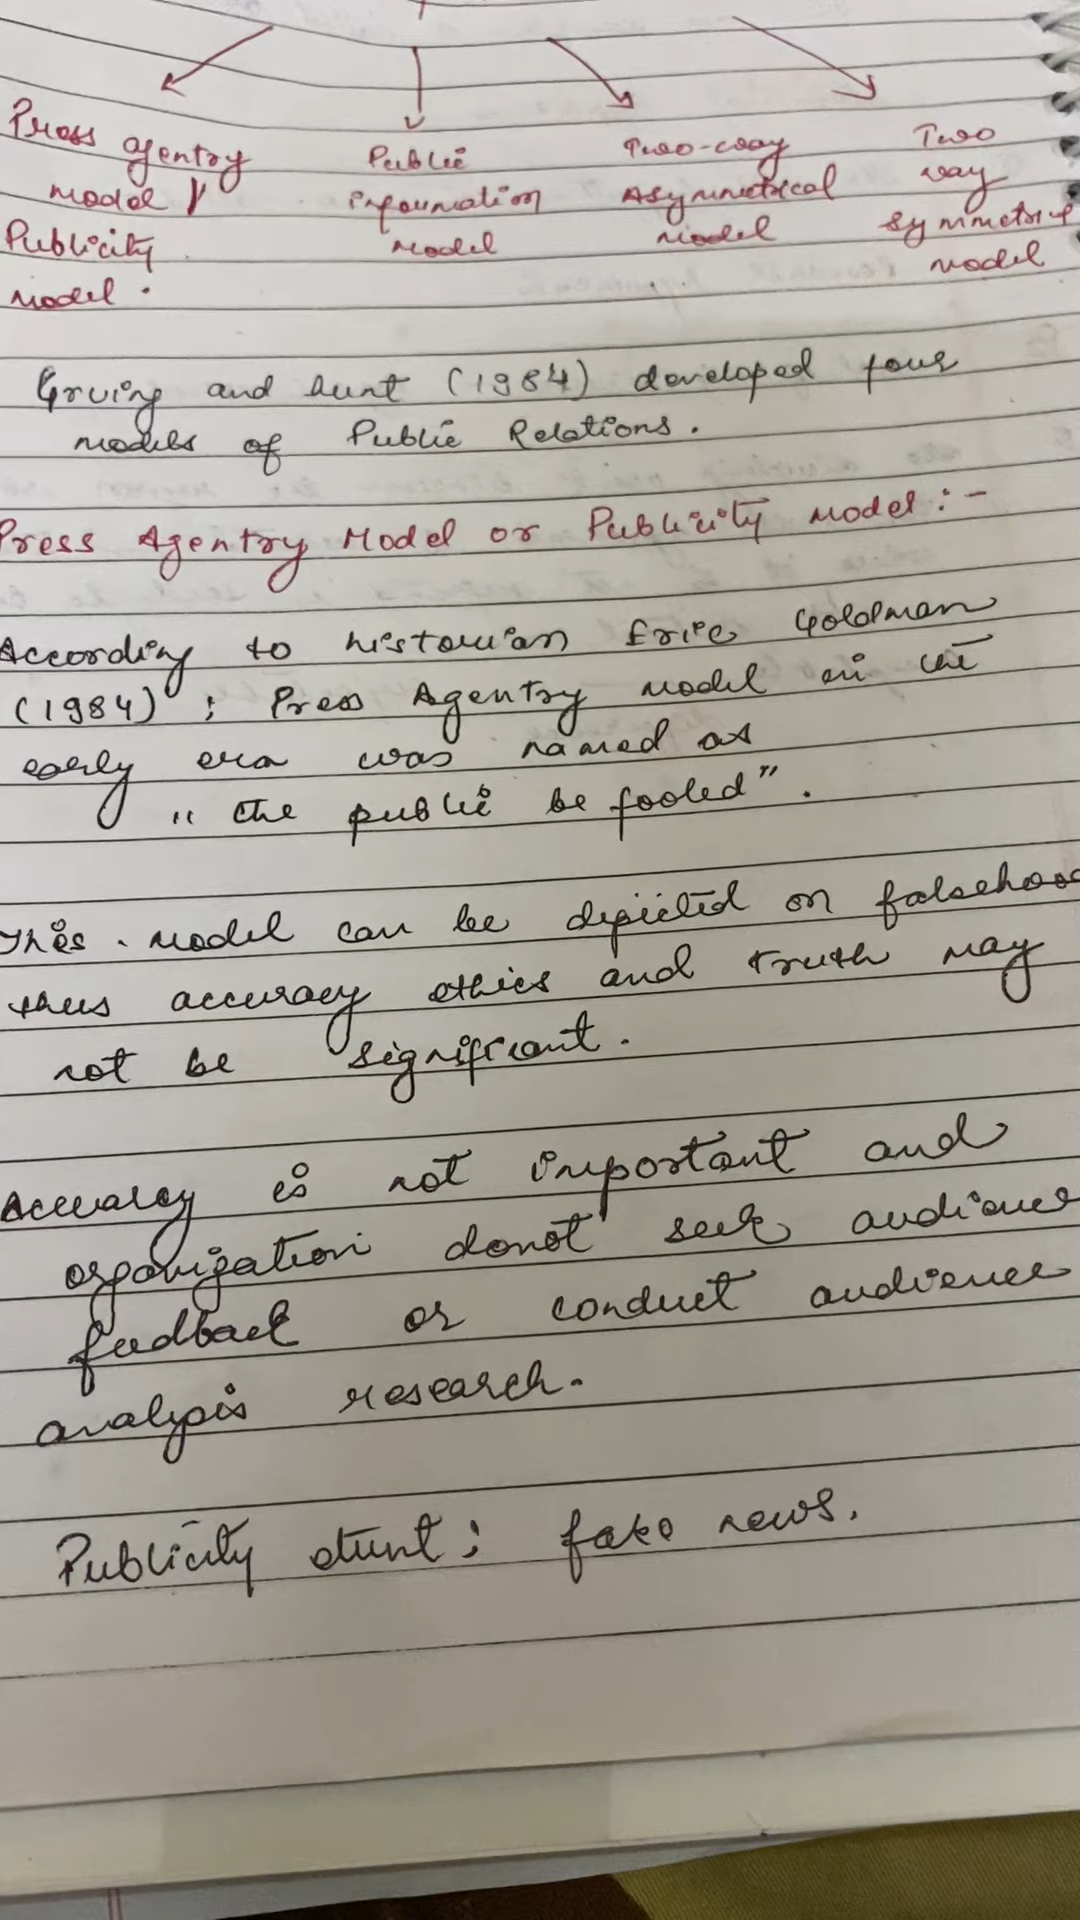 Press agentry model / Publicity model.
Public information model
Two-way Asymmetrical model
Two way symmetrical model
Gruing and hunt (1984) developed four
models of Public Relations.
Press Agentry Model or Publicity model :-
According to historian Eric Goldman
(1984) ; Press Agentry model in the
early era was named as
" the public be fooled".
This model can be depicted on falsehood
thus accuracy ethics and truth may
not be significant.
Accuracy is not important and
organization donot seek audience
feedback or conduct audience
analysis research.
Publicity stunt ; fake news.